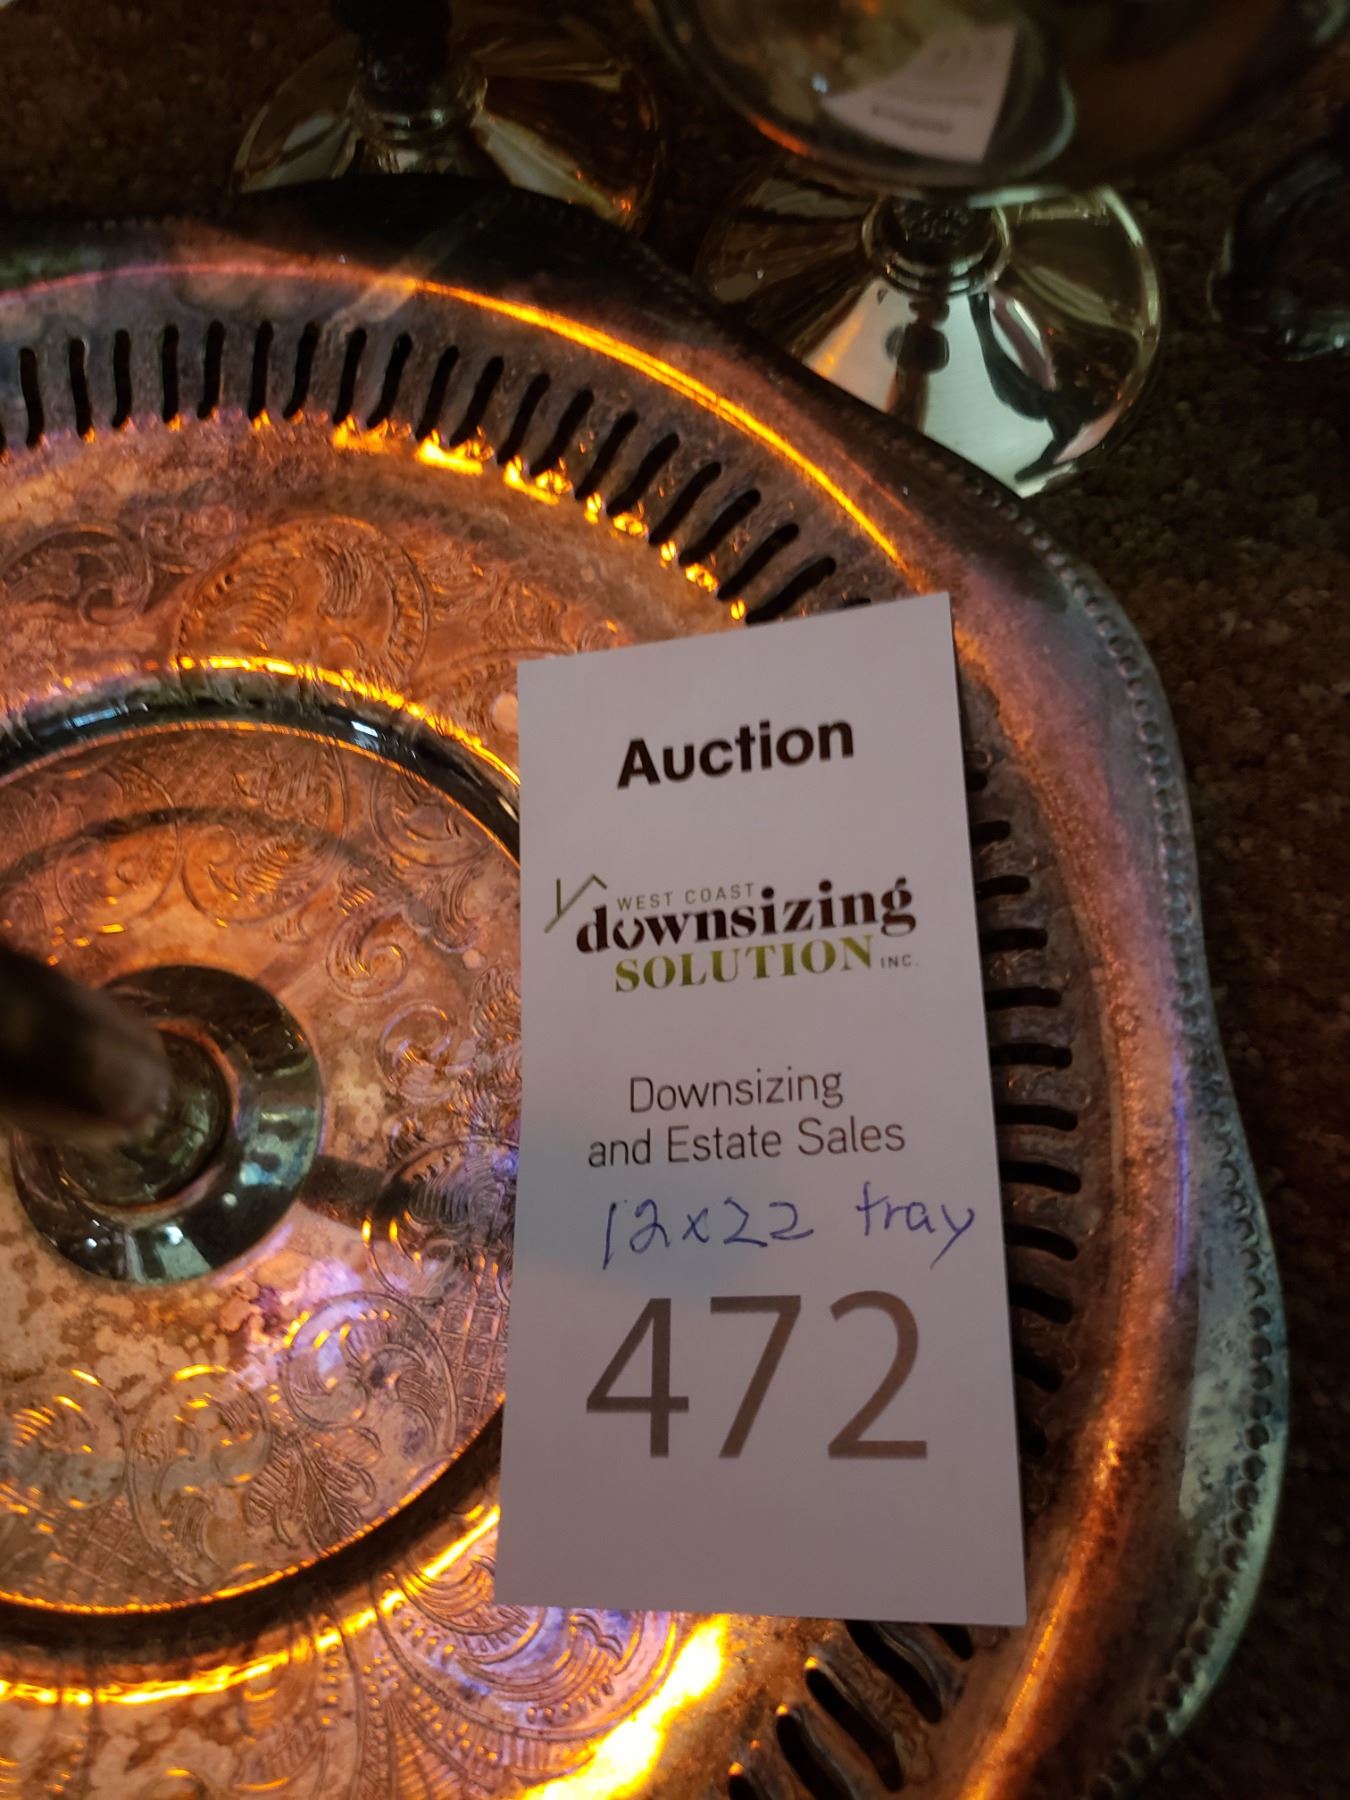 Auction
WEST COAST
downsizing
SOLUTION INC.
Downsizing
and Estate Sales
12x22 tray
472